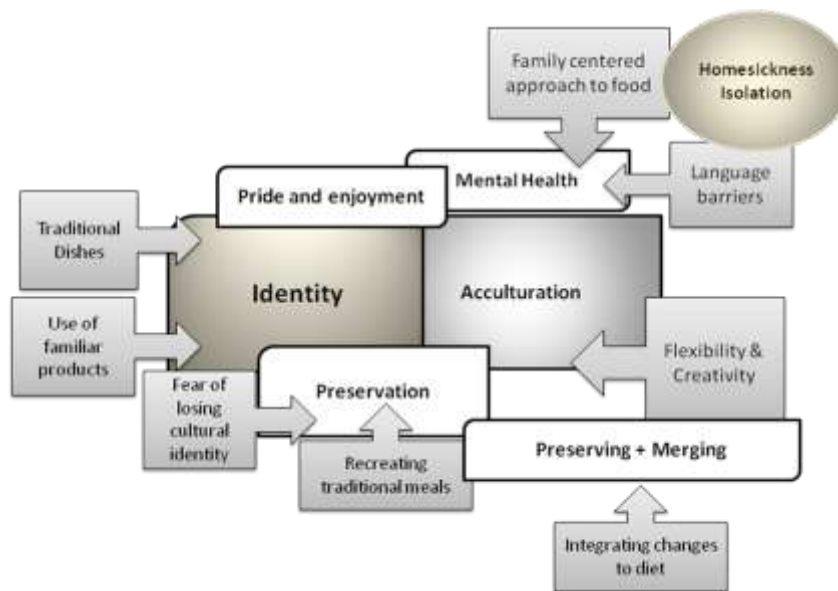 Family centered
approach to food
Homesickness
Isolation
Mental Health
Language
barriers
Pride and enjoyment
Traditional
Dishes
Identity
Acculturation
Use of
familiar
products
Flexibility &
Creativity
Fear of
losing
cultural
identity
Preservation
Recreating
traditional meals
Preserving + Merging
Integrating changes
to diet